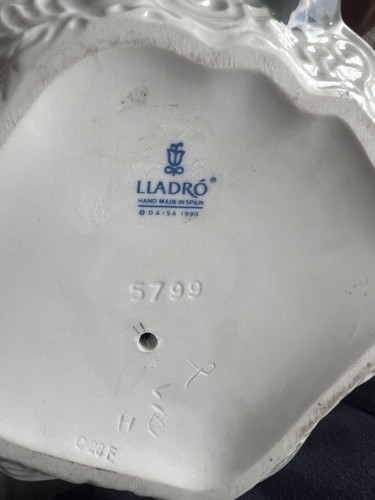 LLADRÓ®
HAND MADE IN SPAIN
© DAISA 1990
5799
H